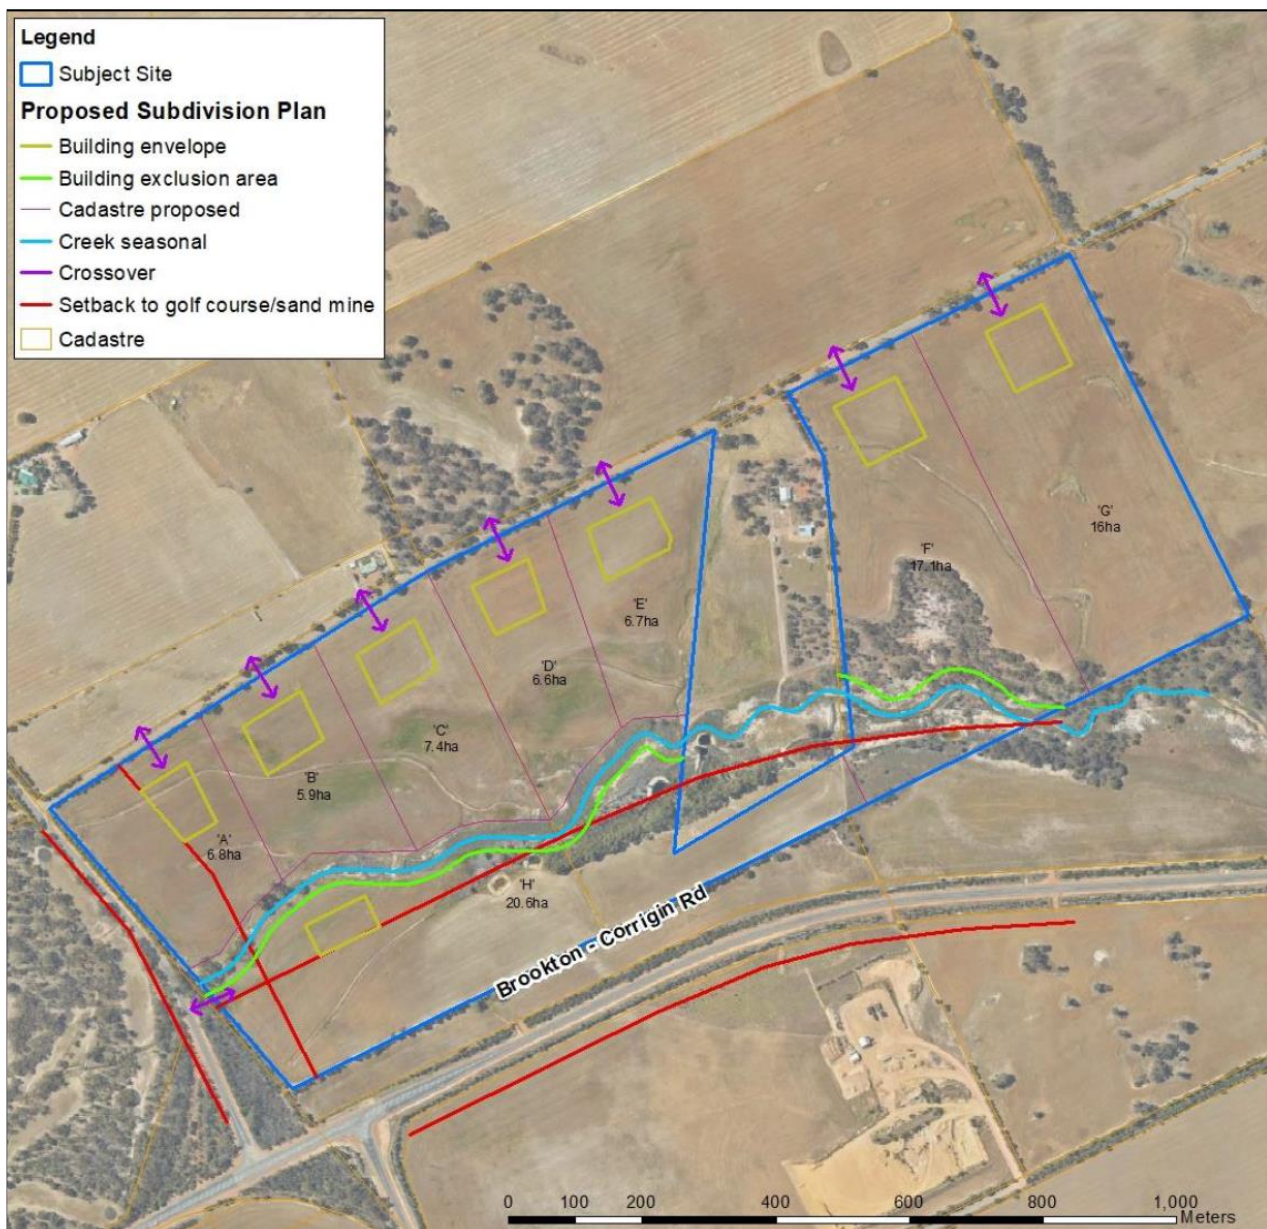 Legend
Subject Site
Proposed Subdivision Plan
Building envelope
Building exclusion area
Cadastre proposed
Creek seasonal
Crossover
Setback to golf course/sand mine
Cadastre
'G'
16ha
'F'
17.1ha
'E'
6.7ha
'D'
6.6ha
'C'
7.4ha
'B'
5.9ha
'A'
6.8ha
'H'
20.6ha
Brookton - Corrigin Rd
0 100 200 400 600 800 1,000
Meters